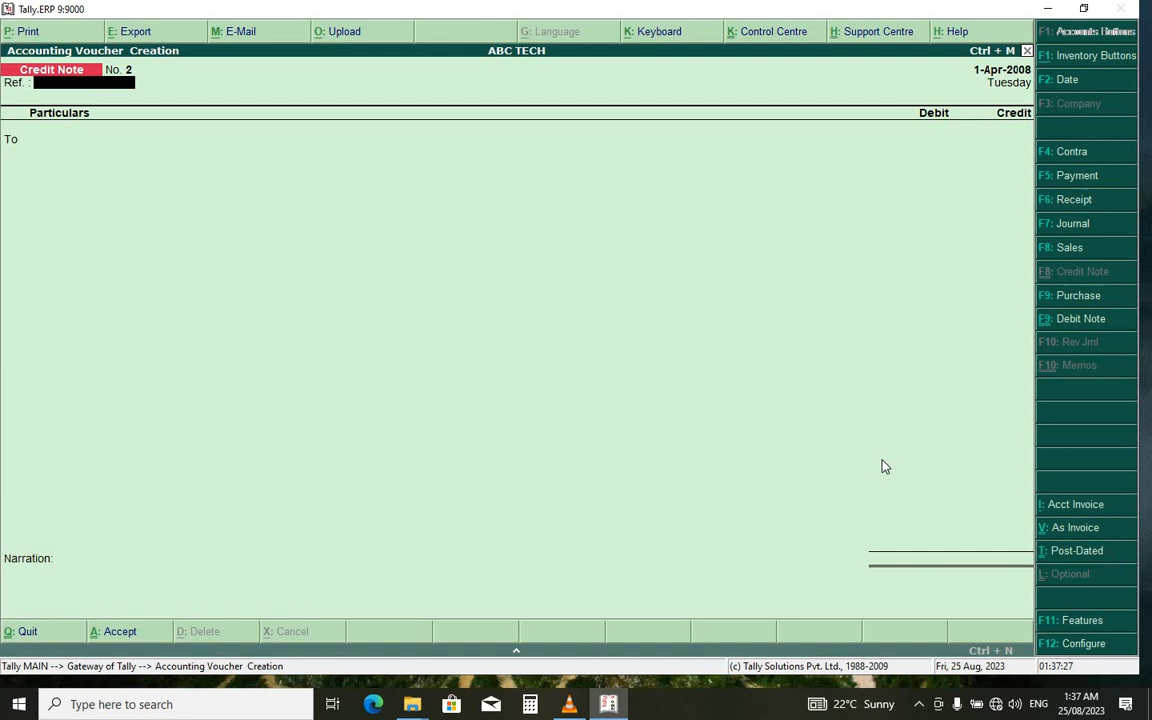 Tally.ERP 9:9000
P: Print E: Export M: E-Mail O: Upload G: Language K: Keyboard K: Control Centre H: Support Centre H: Help
Accounting Voucher Creation ABC TECH Ctrl + M
Credit Note No. 2 1-Apr-2008
Ref. : Tuesday
Particulars Debit Credit
To
Narration:
F1: Inventory Buttons
F2: Date
F3: Company
F4: Contra
F5: Payment
F6: Receipt
F7: Journal
F8: Sales
F8: Credit Note
F9: Purchase
F9: Debit Note
F10: Rev Jrnl
F10: Memos
I: Acct Invoice
V: As Invoice
T: Post-Dated
L: Optional
F11: Features
F12: Configure
Q: Quit A: Accept D: Delete X: Cancel
Ctrl + N
Tally MAIN --> Gateway of Tally --> Accounting Voucher Creation (c) Tally Solutions Pvt. Ltd., 1988-2009 Fri, 25 Aug, 2023 01:37:27
Type here to search 22°C Sunny ENG 1:37 AM
25/08/2023